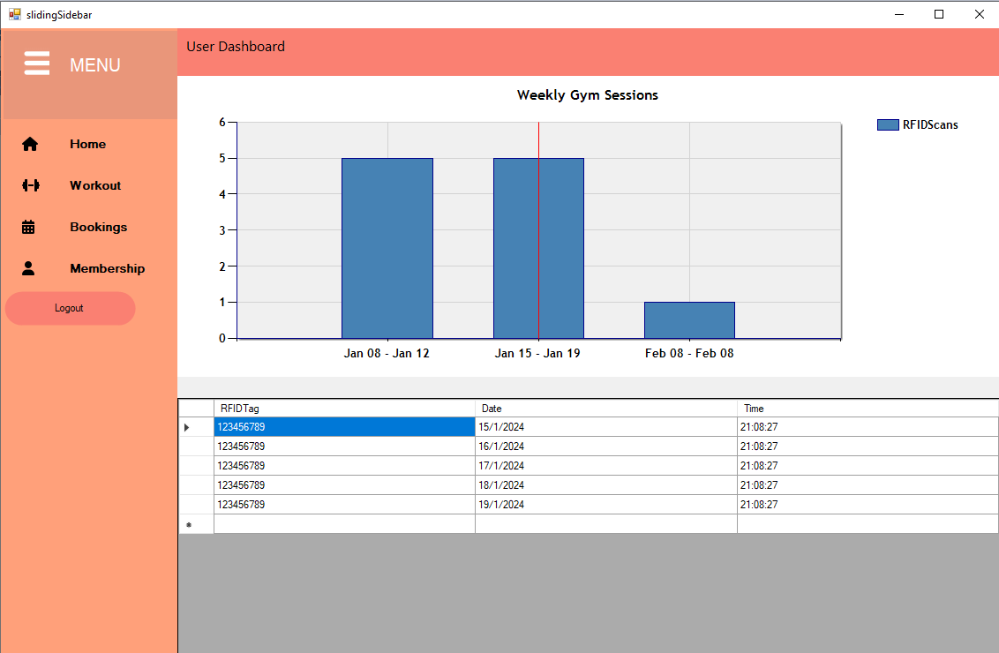 slidingSidebar
MENU
User Dashboard
Home
Workout
Bookings
Membership
Logout
Weekly Gym Sessions
RFIDScans
6
5
4
3
2
1
0
Jan 08 - Jan 12 Jan 15 - Jan 19 Feb 08 - Feb 08
RFIDTag Date Time
123456789 15/1/2024 21:08:27
123456789 16/1/2024 21:08:27
123456789 17/1/2024 21:08:27
123456789 18/1/2024 21:08:27
123456789 19/1/2024 21:08:27